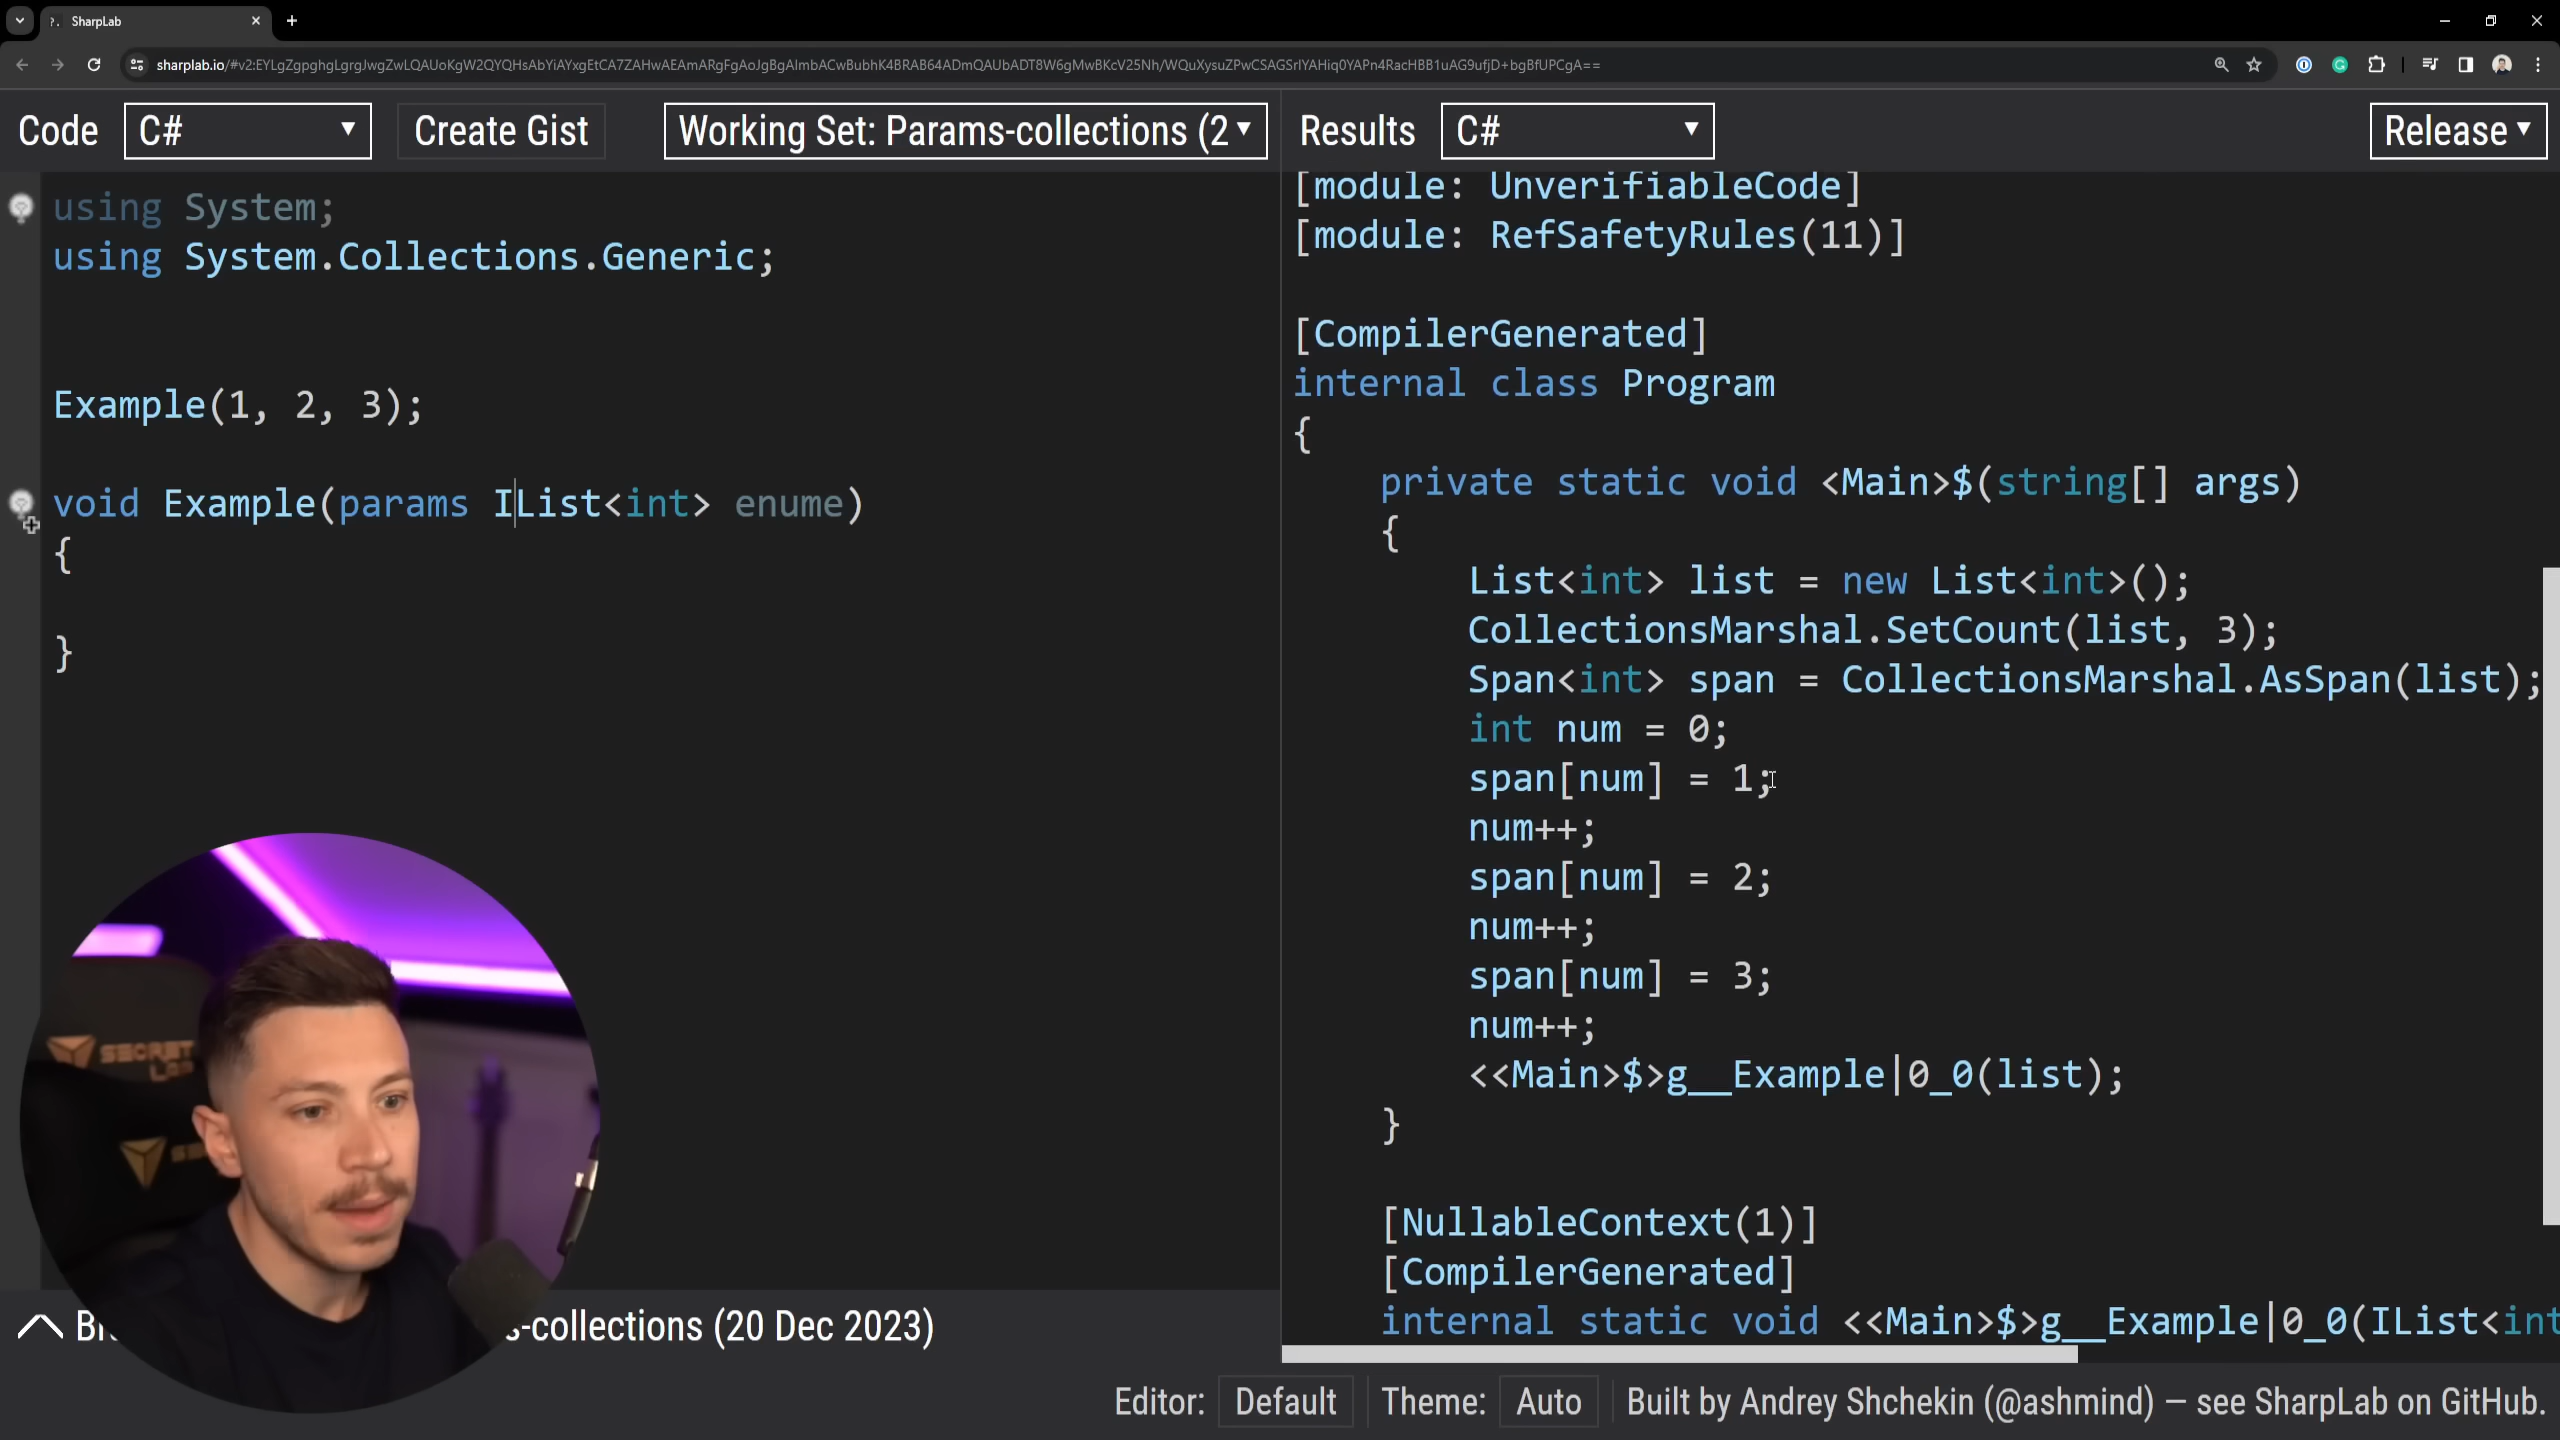 SharpLab
sharplab.io/#v2:EYLgZgpghgLgrgJwgZwLQAUoKgW2QYQHsAbYiAYxgEtCA7ZAHwAEAmARgFgAoJgBgAImbACwBubhK4BRAB64ADmQAUbADT8W6gMwBKcV25Nh/WQuXysuZPwCSAGSrIYAHiq0YAPn4RacHBB1uAG9ufjD+bgBfUPCgA==
Code
C#
Create Gist
Working Set: Params-collections (2
Results
C#
Release
using System;
using System.Collections.Generic;
Example(1, 2, 3);
void Example(params IList<int> enume)
{
}
[module: UnverifiableCode]
[module: RefSafetyRules(11)]
[CompilerGenerated]
internal class Program
{
private static void <Main>$(string[] args)
{
List<int> list = new List<int>();
CollectionsMarshal.SetCount(list, 3);
Span<int> span = CollectionsMarshal.AsSpan(list);
int num = 0;
span[num] = 1;
num++;
span[num] = 2;
num++;
span[num] = 3;
num++;
<<Main>$>g__Example|0_0(list);
}
[NullableContext(1)]
[CompilerGenerated]
internal static void <<Main>$>g__Example|0_0(IList<int
SECRET
LAB
s-collections (20 Dec 2023)
Editor: Default Theme: Auto Built by Andrey Shchekin (@ashmind) — see SharpLab on GitHub.